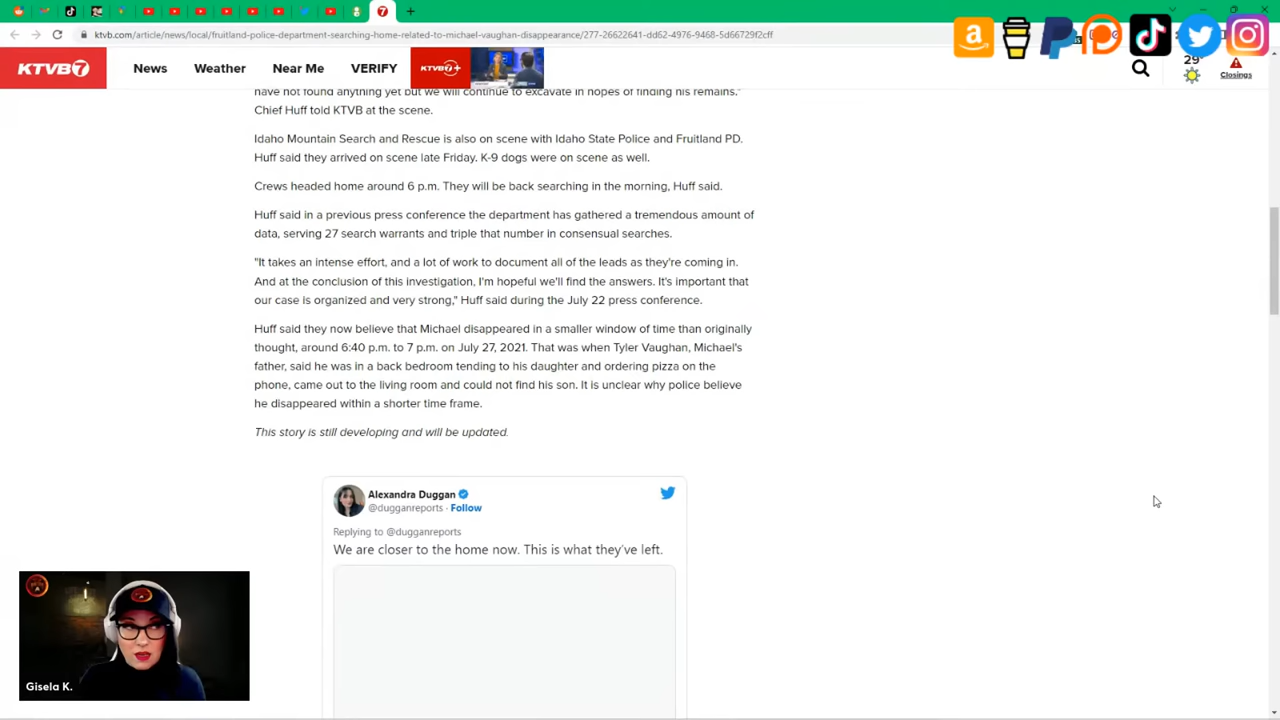 ktvb.com/article/news/local/fruitland-police-department-searching-home-related-to-michael-vaughan-disappearance/277-26622641-dd62-4976-9468-5d66729f2cff
KTVB7 News Weather Near Me VERIFY KTVB7+ 29° Closings
have not found anything yet but we will continue to excavate in hopes of finding his remains."
Chief Huff told KTVB at the scene.
Idaho Mountain Search and Rescue is also on scene with Idaho State Police and Fruitland PD.
Huff said they arrived on scene late Friday. K-9 dogs were on scene as well.
Crews headed home around 6 p.m. They will be back searching in the morning, Huff said.
Huff said in a previous press conference the department has gathered a tremendous amount of
data, serving 27 search warrants and triple that number in consensual searches.
"It takes an intense effort, and a lot of work to document all of the leads as they're coming in.
And at the conclusion of this investigation, I'm hopeful we'll find the answers. It's important that
our case is organized and very strong," Huff said during the July 22 press conference.
Huff said they now believe that Michael disappeared in a smaller window of time than originally
thought, around 6:40 p.m. to 7 p.m. on July 27, 2021. That was when Tyler Vaughan, Michael's
father, said he was in a back bedroom tending to his daughter and ordering pizza on the
phone, came out to the living room and could not find his son. It is unclear why police believe
he disappeared within a shorter time frame.
This story is still developing and will be updated.
Alexandra Duggan
@dugganreports · Follow
Replying to @dugganreports
We are closer to the home now. This is what they've left.
Gisela K.